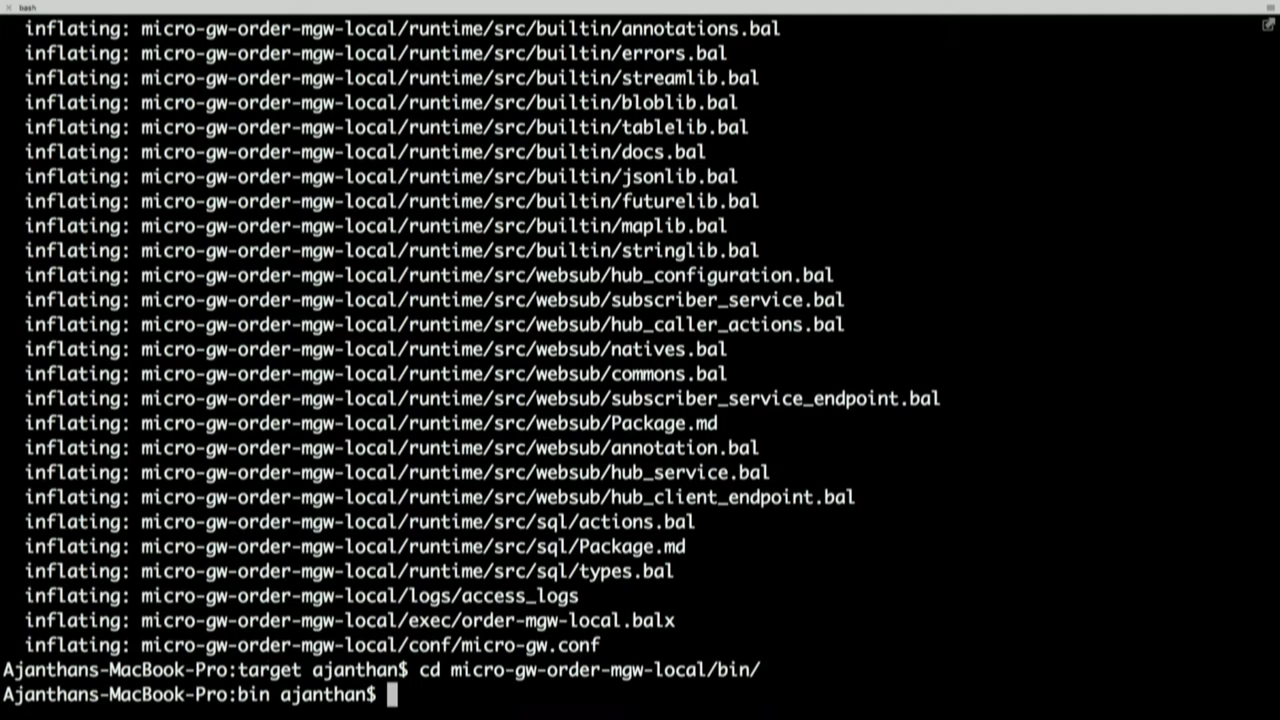 bash
inflating: micro-gw-order-mgw-local/runtime/src/builtin/annotations.bal
inflating: micro-gw-order-mgw-local/runtime/src/builtin/errors.bal
inflating: micro-gw-order-mgw-local/runtime/src/builtin/streamlib.bal
inflating: micro-gw-order-mgw-local/runtime/src/builtin/bloblib.bal
inflating: micro-gw-order-mgw-local/runtime/src/builtin/tablelib.bal
inflating: micro-gw-order-mgw-local/runtime/src/builtin/docs.bal
inflating: micro-gw-order-mgw-local/runtime/src/builtin/jsonlib.bal
inflating: micro-gw-order-mgw-local/runtime/src/builtin/futurelib.bal
inflating: micro-gw-order-mgw-local/runtime/src/builtin/maplib.bal
inflating: micro-gw-order-mgw-local/runtime/src/builtin/stringlib.bal
inflating: micro-gw-order-mgw-local/runtime/src/websub/hub_configuration.bal
inflating: micro-gw-order-mgw-local/runtime/src/websub/subscriber_service.bal
inflating: micro-gw-order-mgw-local/runtime/src/websub/hub_caller_actions.bal
inflating: micro-gw-order-mgw-local/runtime/src/websub/natives.bal
inflating: micro-gw-order-mgw-local/runtime/src/websub/commons.bal
inflating: micro-gw-order-mgw-local/runtime/src/websub/subscriber_service_endpoint.bal
inflating: micro-gw-order-mgw-local/runtime/src/websub/Package.md
inflating: micro-gw-order-mgw-local/runtime/src/websub/annotation.bal
inflating: micro-gw-order-mgw-local/runtime/src/websub/hub_service.bal
inflating: micro-gw-order-mgw-local/runtime/src/websub/hub_client_endpoint.bal
inflating: micro-gw-order-mgw-local/runtime/src/sql/actions.bal
inflating: micro-gw-order-mgw-local/runtime/src/sql/Package.md
inflating: micro-gw-order-mgw-local/runtime/src/sql/types.bal
inflating: micro-gw-order-mgw-local/logs/access_logs
inflating: micro-gw-order-mgw-local/exec/order-mgw-local.balx
inflating: micro-gw-order-mgw-local/conf/micro-gw.conf
Ajanthans-MacBook-Pro:target ajanthan$ cd micro-gw-order-mgw-local/bin/
Ajanthans-MacBook-Pro:bin ajanthan$